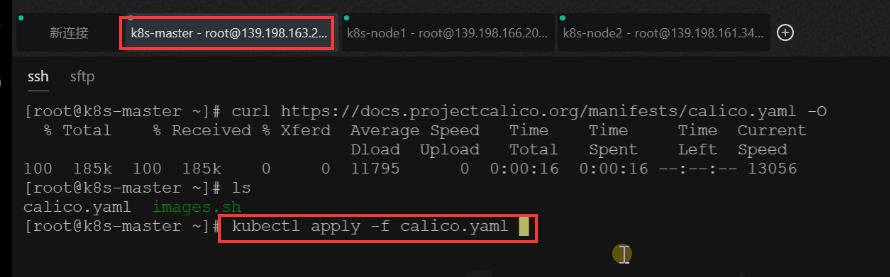 新连接
k8s-master - root@139.198.163.2...
k8s-node1 - root@139.198.166.20...
k8s-node2 - root@139.198.161.34...
ssh
sftp
[root@k8s-master ~]# curl https://docs.projectcalico.org/manifests/calico.yaml -O
% Total % Received % Xferd Average Speed Time Time Time Current
Dload Upload Total Spent Left Speed
100 185k 100 185k 0 0 11795 0 0:00:16 0:00:16 --:--:-- 13056
[root@k8s-master ~]# ls
calico.yaml images.sh
[root@k8s-master ~]# kubectl apply -f calico.yaml